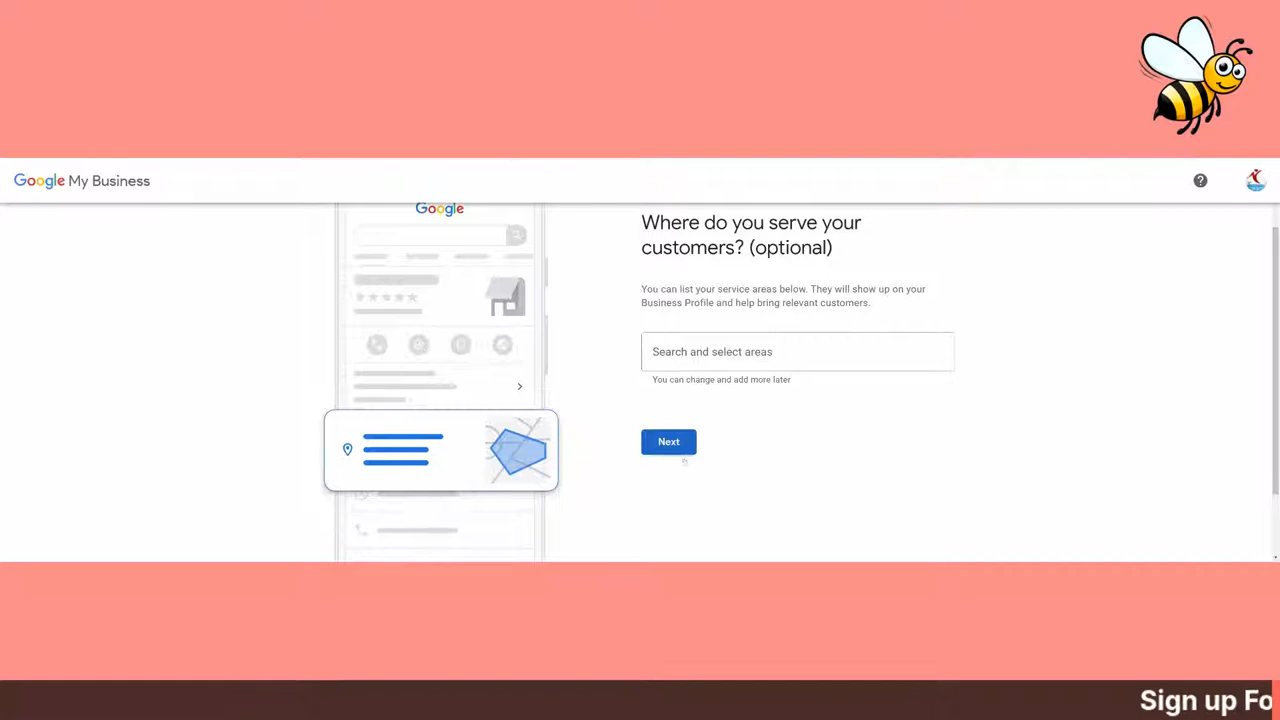 Google My Business
Google
Where do you serve your
customers? (optional)
You can list your service areas below. They will show up on your
Business Profile and help bring relevant customers.
Search and select areas
You can change and add more later
Next
Sign up Fo